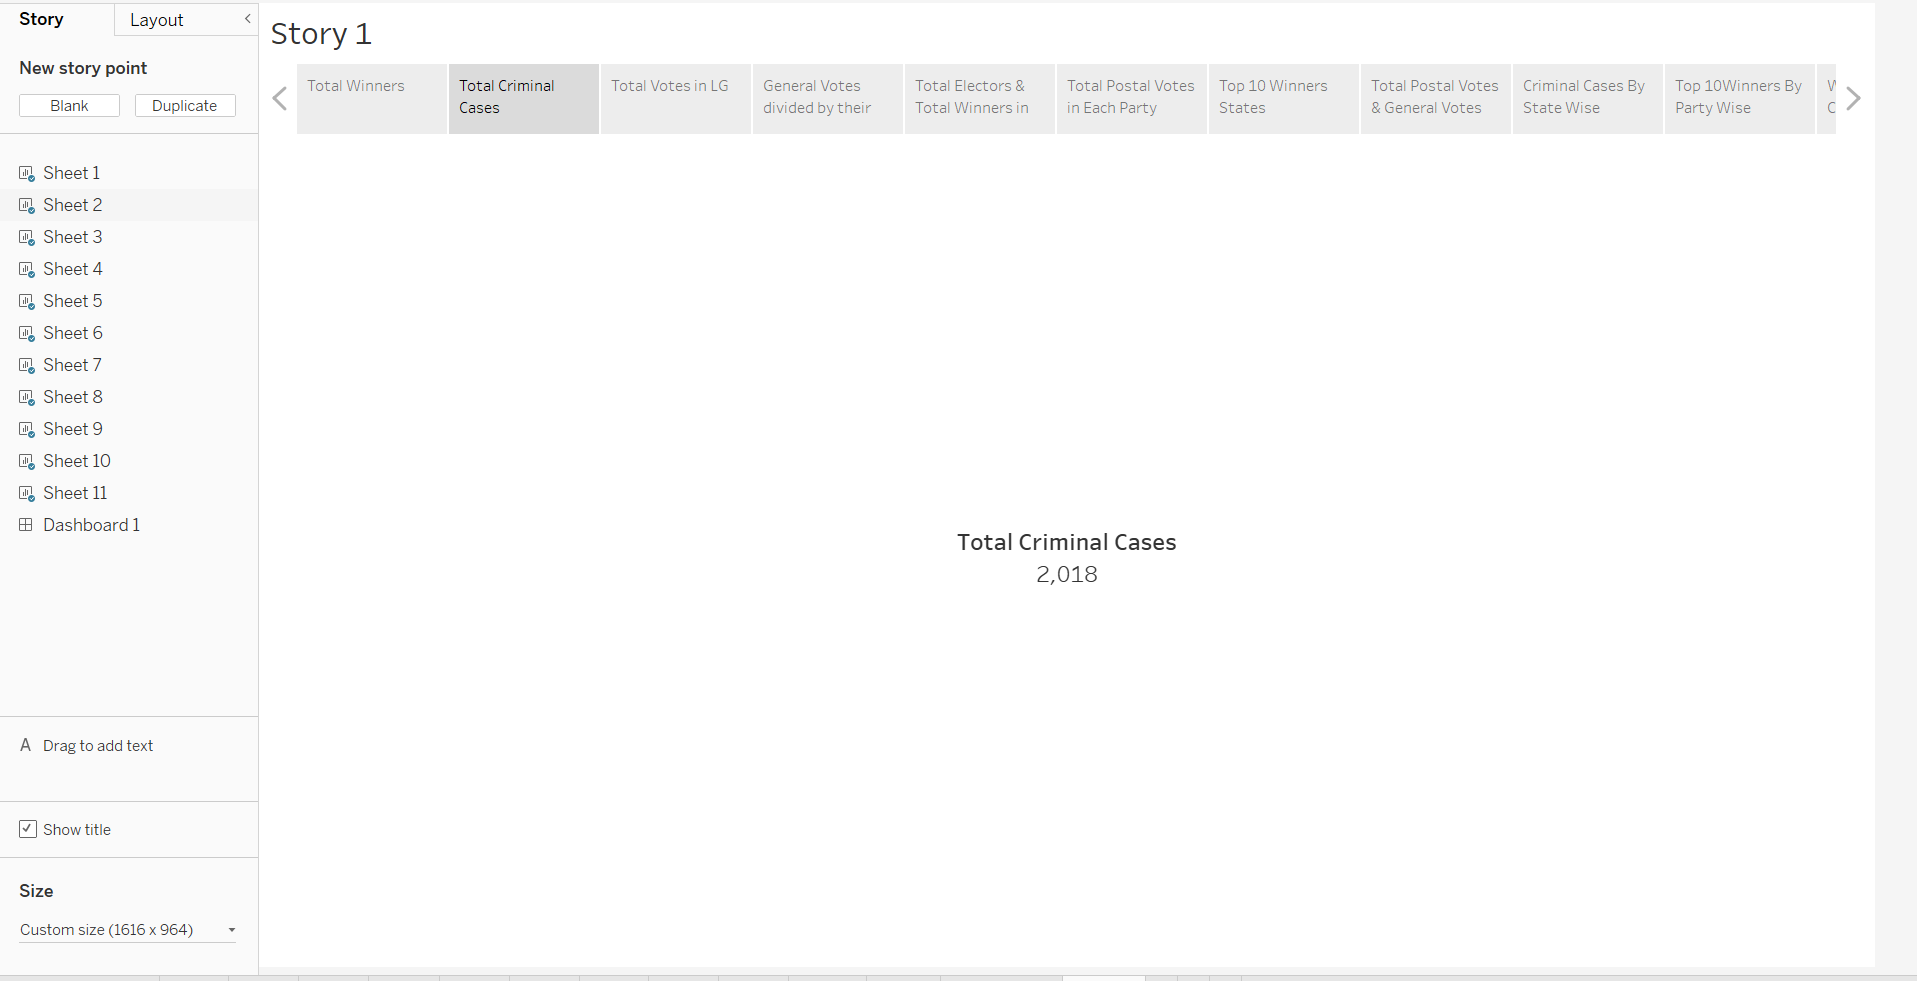 Story
Layout
New story point
Blank
Duplicate
Sheet 1
Sheet 2
Sheet 3
Sheet 4
Sheet 5
Sheet 6
Sheet 7
Sheet 8
Sheet 9
Sheet 10
Sheet 11
Dashboard 1
A Drag to add text
Show title
Size
Custom size (1616 x 964)
Story 1
Total Winners
Total Criminal
Cases
Total Votes in LG
General Votes
divided by their
Total Electors &
Total Winners in
Total Postal Votes
in Each Party
Top 10 Winners
States
Total Postal Votes
& General Votes
Criminal Cases By
State Wise
Top 10Winners By
Party Wise
Total Criminal Cases
2,018